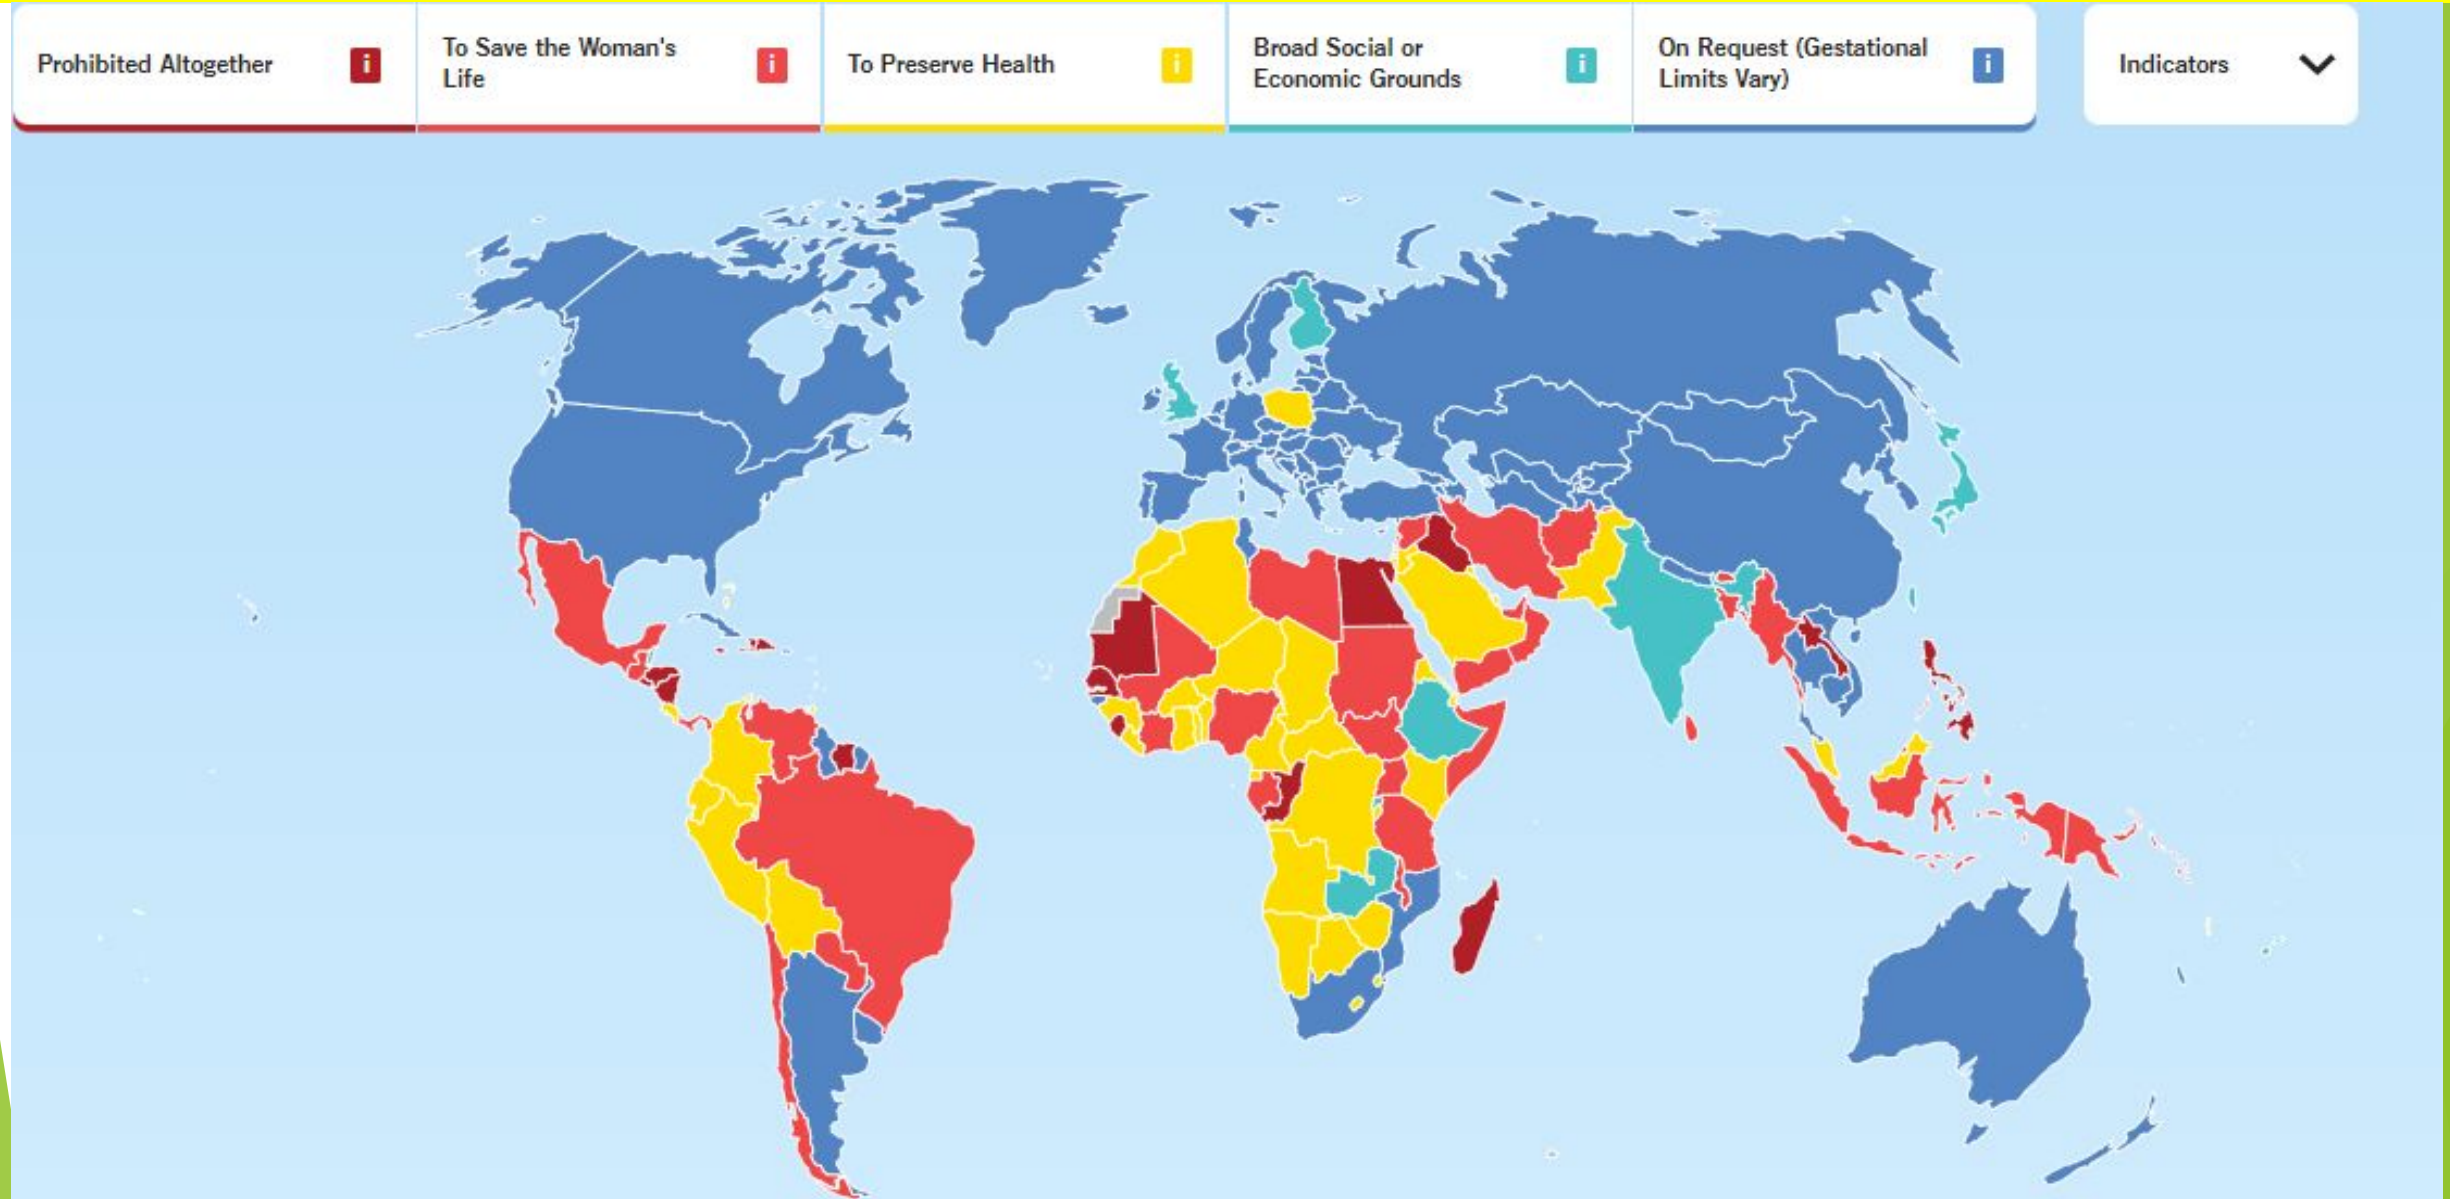 Prohibited Altogether i
To Save the Woman's
Life i
To Preserve Health i
Broad Social or
Economic Grounds i
On Request (Gestational
Limits Vary) i
Indicators